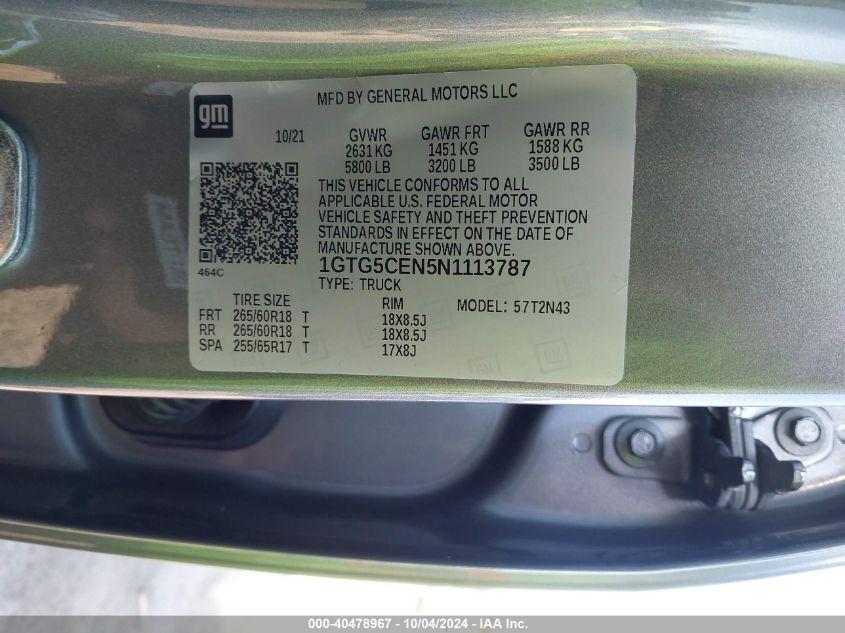 gm
MFD BY GENERAL MOTORS LLC
10/21
GVWR GAWR FRT GAWR RR
2631 KG 1451 KG 1588 KG
5800 LB 3200 LB 3500 LB
THIS VEHICLE CONFORMS TO ALL
APPLICABLE U.S. FEDERAL MOTOR
VEHICLE SAFETY AND THEFT PREVENTION
STANDARDS IN EFFECT ON THE DATE OF
MANUFACTURE SHOWN ABOVE.
464C
1GTG5CEN5N1113787
TYPE: TRUCK
TIRE SIZE RIM MODEL: 57T2N43
FRT 265/60R18 T 18X8.5J
RR 265/60R18 T 18X8.5J
SPA 255/65R17 T 17X8J
000-40478967 - 10/04/2024 - IAA Inc.